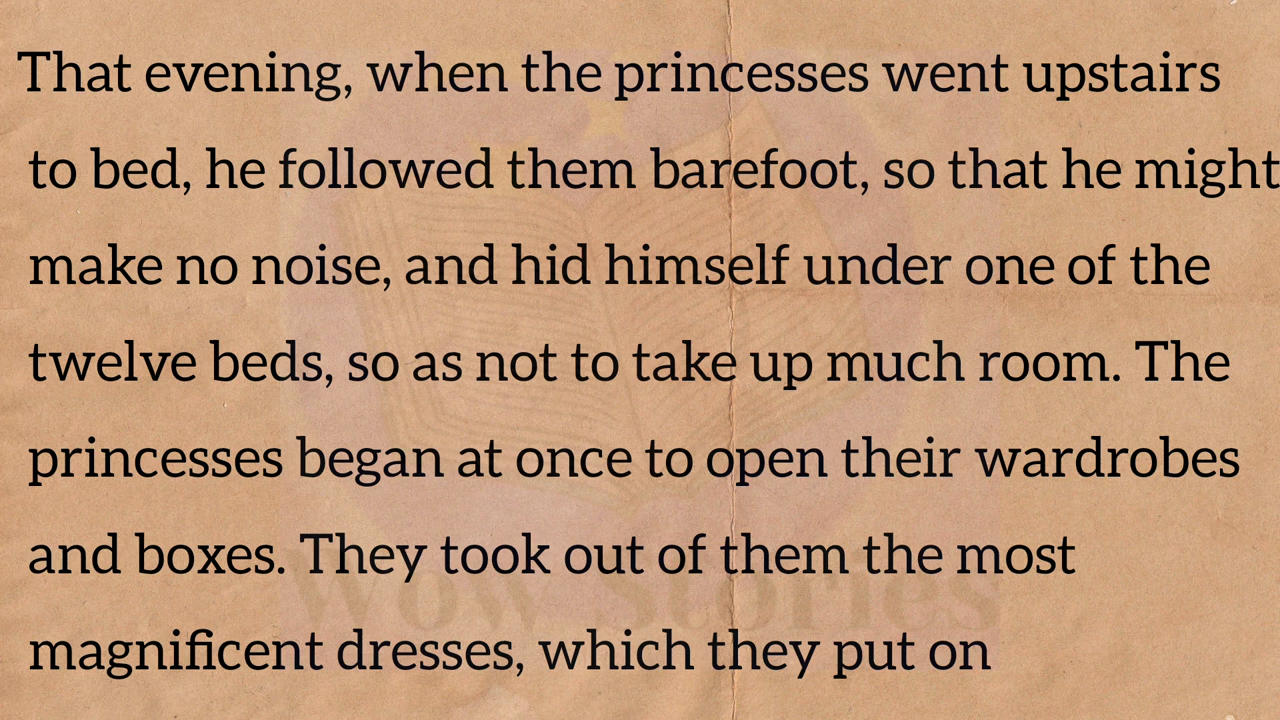 That evening, when the princesses went upstairs
to bed, he followed them barefoot, so that he might
make no noise, and hid himself under one of the
twelve beds, so as not to take up much room. The
princesses began at once to open their wardrobes
and boxes. They took out of them the most
Wow Stories
magnificent dresses, which they put on